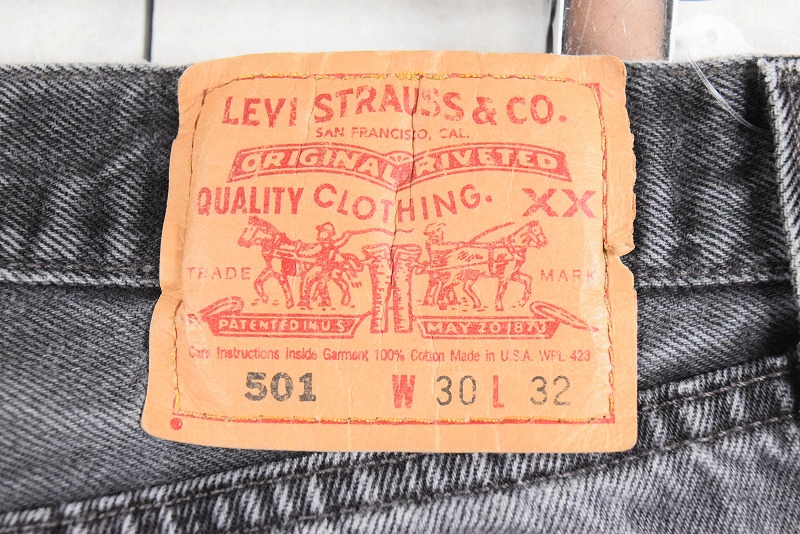 LEVI STRAUSS & CO.
SAN FRANCISCO, CAL.
ORIGINAL RIVETED
QUALITY CLOTHING. XX
TRADE MARK
PATENTED IN U.S. MAY 20 1873
Care Instructions Inside Garment 100% Cotton Made in U.S.A. WPL 423
501 W 30 L 32